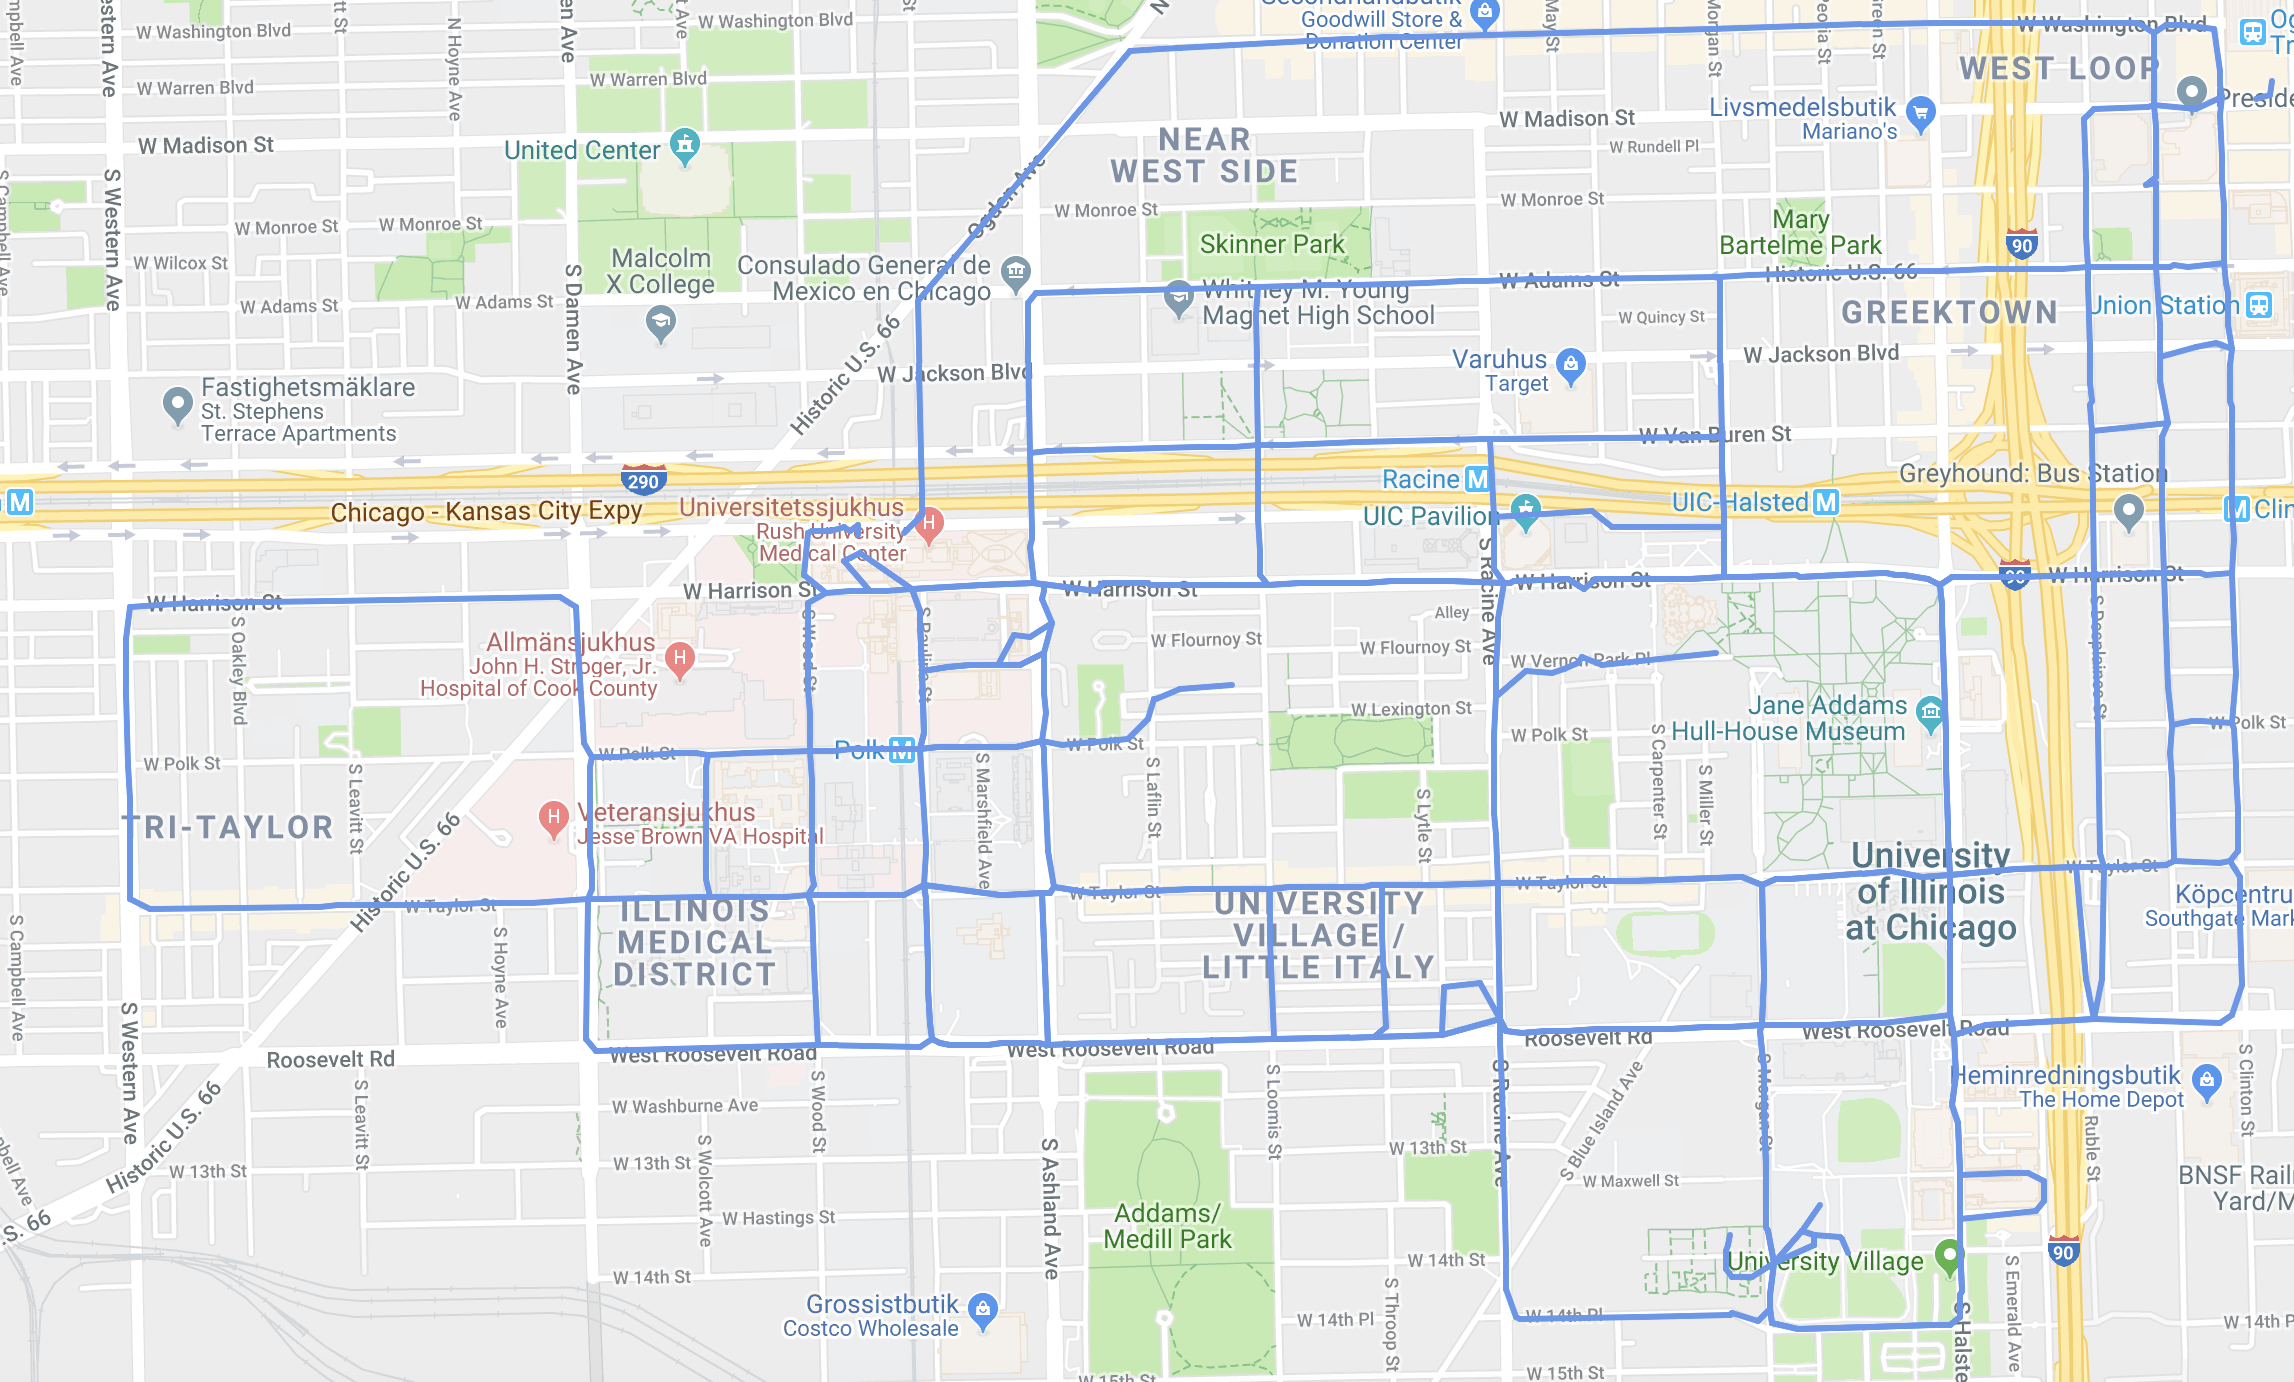 W Washington Blvd
W Washington Blvd
Goodwill Store &
Donation Center
W Washington Blvd
WEST LOOP
W Warren Blvd
W Warren Blvd
N Hoyne Ave
S Western Ave
W Madison St
United Center
NEAR
WEST SIDE
W Madison St
W Rundell Pl
Livsmedelsbutik
Mariano's
May St
Morgan St
Peoria St
Green St
Ogden Ave
W Monroe St
W Monroe St
W Monroe St
W Monroe St
W Wilcox St
Malcolm
X College
Consulado General de
Mexico en Chicago
Skinner Park
Mary
Bartelme Park
90
W Adams St
W Adams St
W Adams St
Historic U.S. 66
Whitney M. Young
Magnet High School
W Quincy St
GREEKTOWN
Union Station
S Damen Ave
Historic U.S. 66
W Jackson Blvd
W Jackson Blvd
Varuhus
Target
Fastighetsmäklare
St. Stephens
Terrace Apartments
W Van Buren St
290
Chicago - Kansas City Expy
Racine M
UIC Pavilion
UIC-Halsted M
Greyhound: Bus Station
M
M
Universitetssjukhus
Rush University
Medical Center
W Harrison St
W Harrison St
W Harrison St
W Harrison St
W Harrison St
S Oakley Blvd
Allmänsjukhus
John H. Stroger, Jr.
Hospital of Cook County
S Wood St
S Paulina St
W Flournoy St
W Flournoy St
Alley
S Racine Ave
W Vernon Park Pl
W Lexington St
S Desplaines St
Jane Addams
Hull-House Museum
W Polk St
W Polk St
Polk M
W Polk St
W Polk St
W Polk St
S Leavitt St
S Marshfield Ave
S Laflin St
S Lytle St
S Carpenter St
S Miller St
TRI-TAYLOR
Veteransjukhus
Jesse Brown VA Hospital
Historic U.S. 66
University
of Illinois
at Chicago
W Taylor St
W Taylor St
W Taylor St
W Taylor St
ILLINOIS
MEDICAL
DISTRICT
UNIVERSITY
VILLAGE /
LITTLE ITALY
Southgate
S Campbell Ave
S Hoyne Ave
S Western Ave
Roosevelt Rd
West Roosevelt Road
West Roosevelt Road
Roosevelt Rd
West Roosevelt Road
Heminredningsbutik
The Home Depot
S Leavitt St
Historic U.S. 66
W Washburne Ave
S Wood St
S Wolcott Ave
S Loomis St
S Racine Ave
S Blue Island Ave
S Morgan St
Ruble St
S Clinton St
W 13th St
W 13th St
W 13th St
W Maxwell St
S Ashland Ave
W Hastings St
Addams/
Medill Park
W 14th St
W 14th St
University Village
90
Grossistbutik
Costco Wholesale
S Throop St
W 14th Pl
W 14th Pl
S Emerald Ave
W 15th St